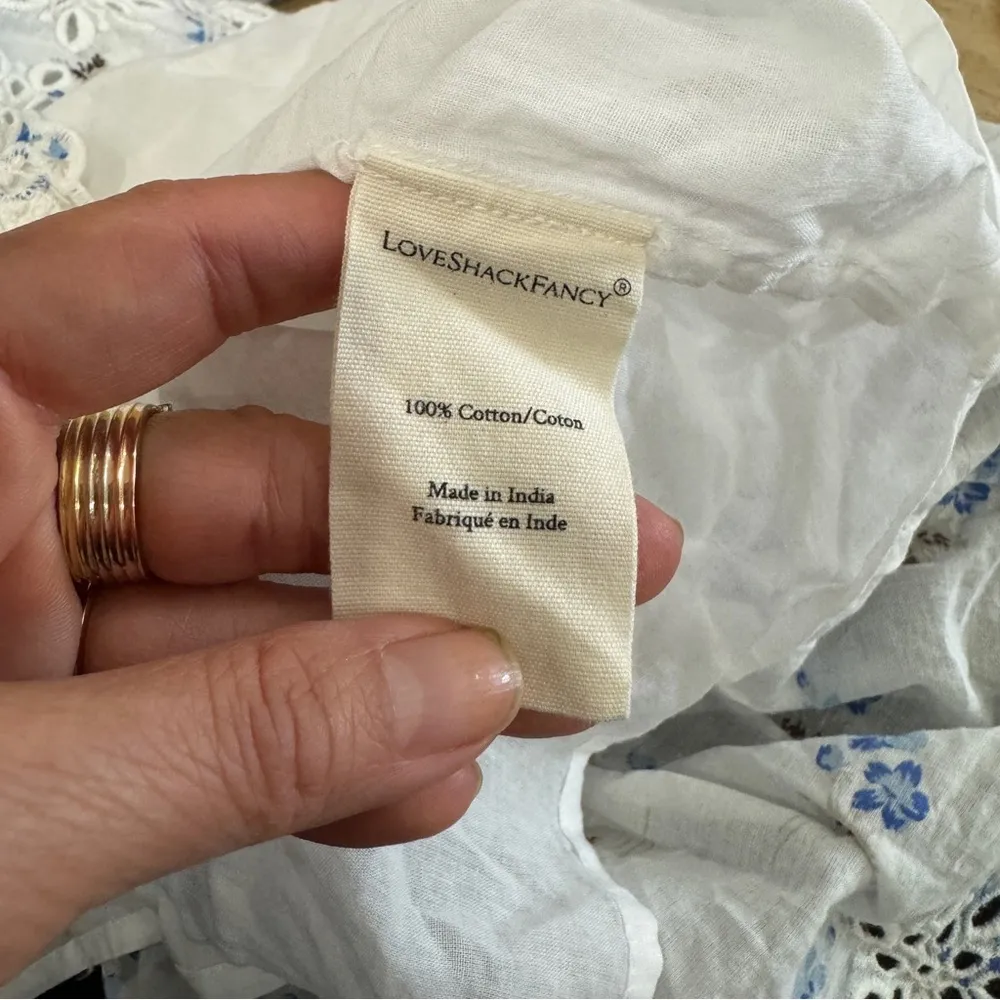 LOVESHACKFANCY®
100% Cotton/Coton
Made in India
Fabriqué en Inde